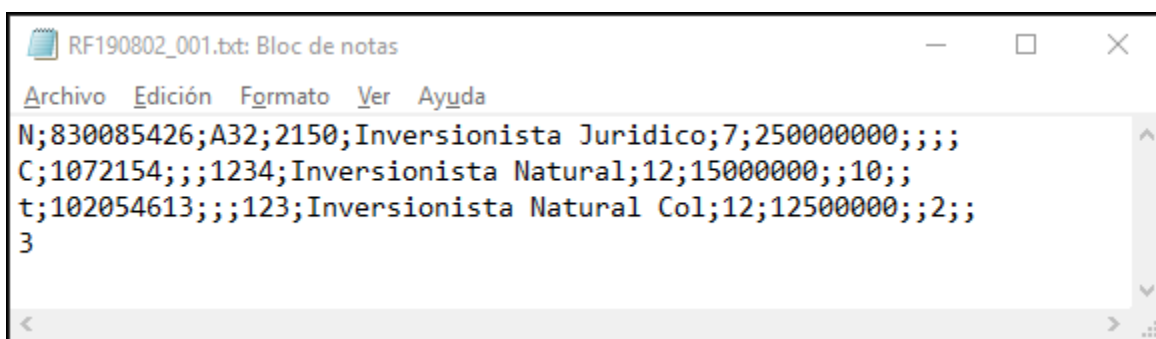 RF190802_001.txt: Bloc de notas
Archivo Edición Formato Ver Ayuda
N;830085426;A32;2150;Inversionista Juridico;7;250000000;;;;
C;1072154;;;1234;Inversionista Natural;12;15000000;;10;;
t;102054613;;;123;Inversionista Natural Col;12;12500000;;2;;
3